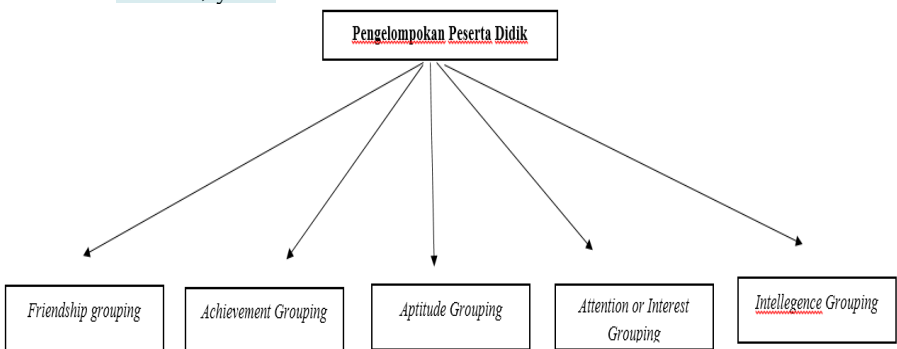 Pengelompokan Peserta Didik
Friendship grouping
Achievement Grouping
Aptitude Grouping
Attention or Interest
Grouping
Intellegence Grouping